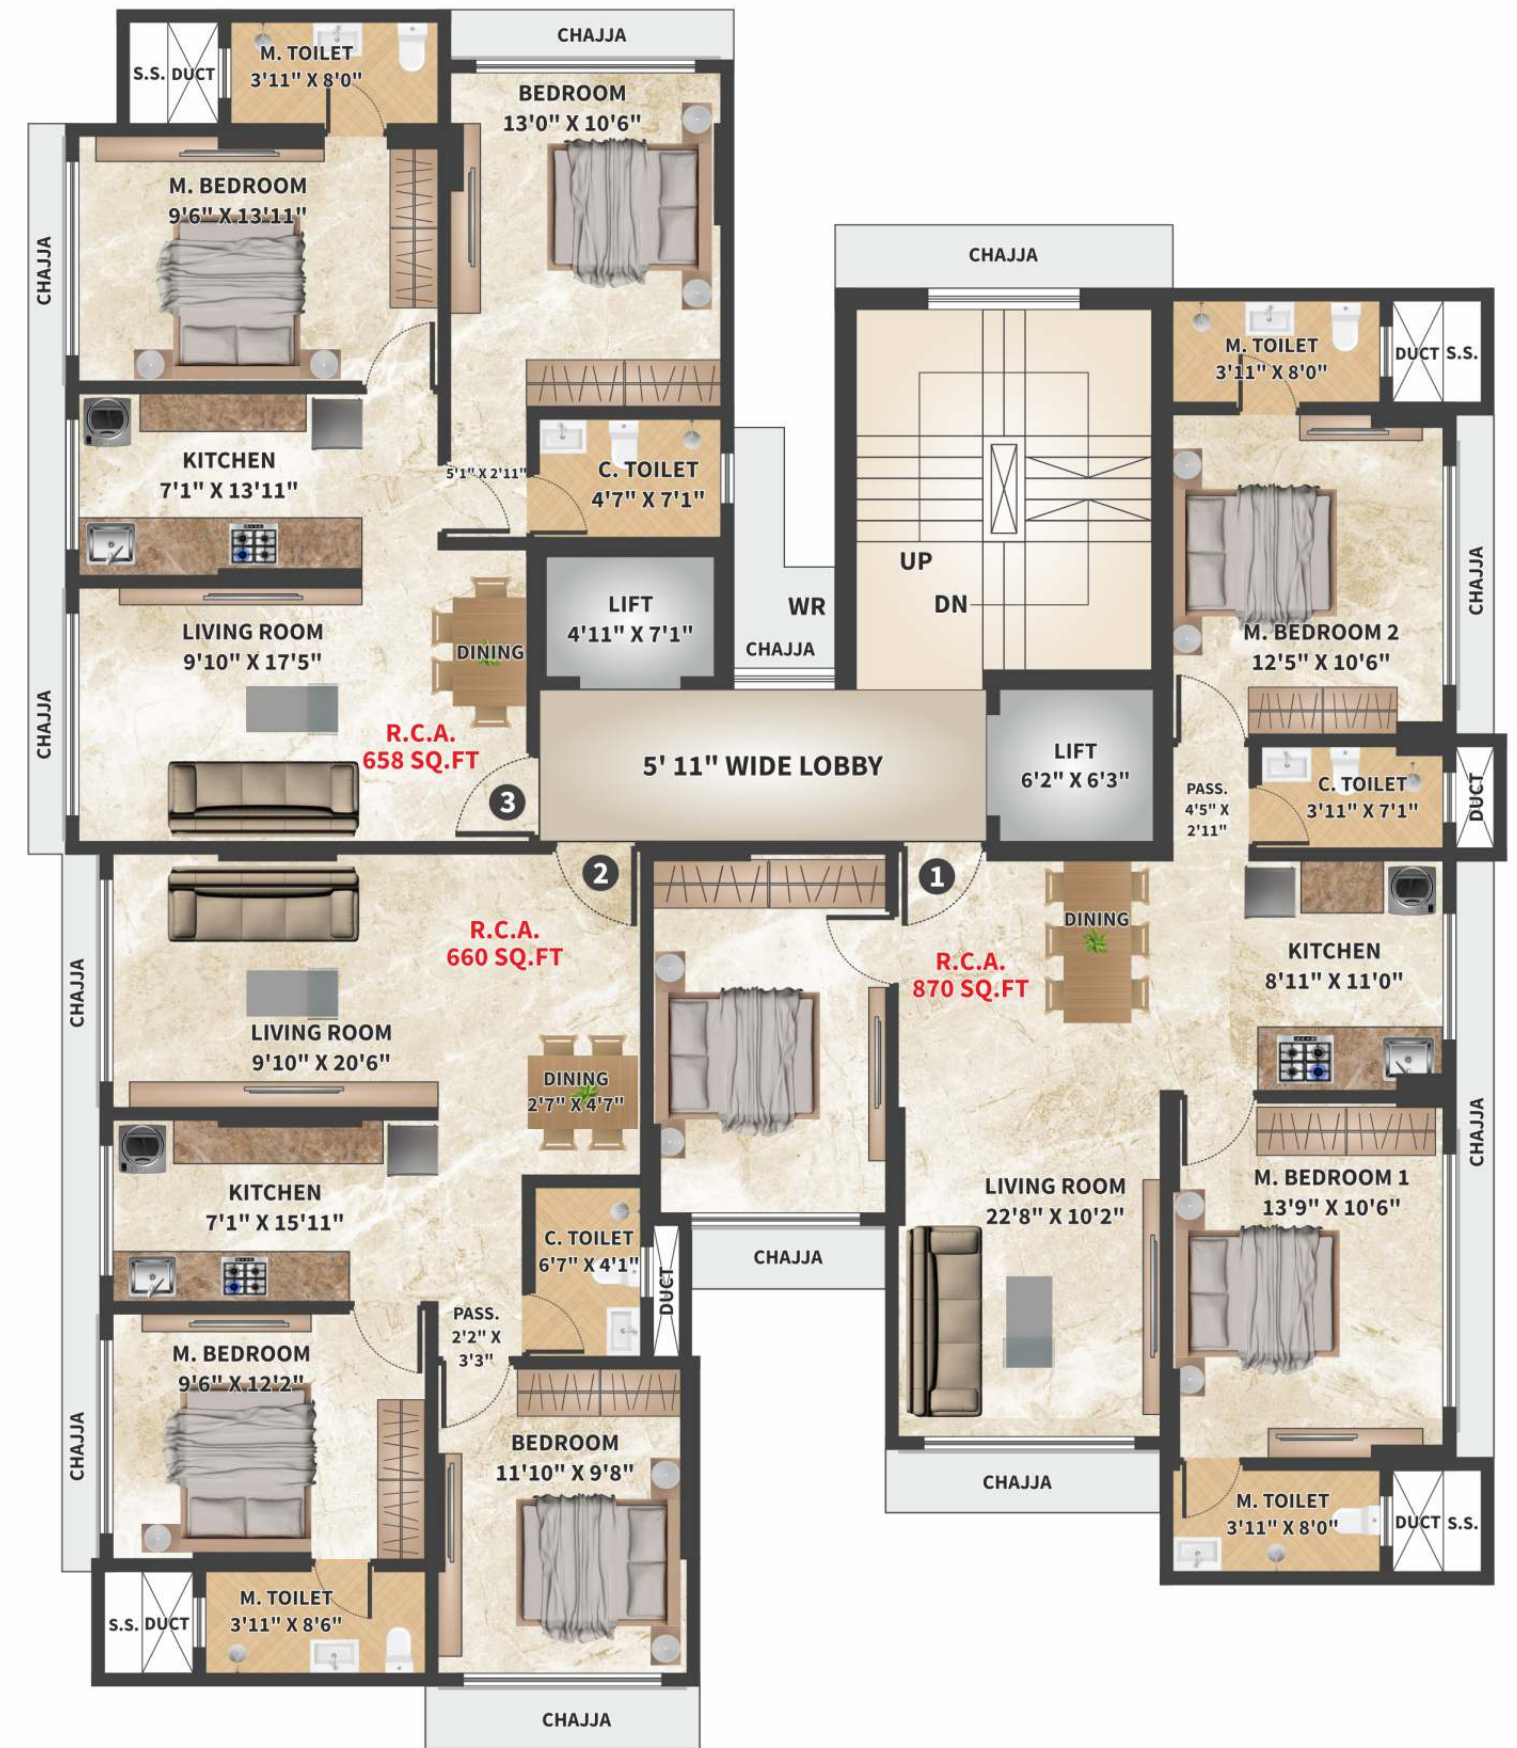 CHAJJA
M. TOILET
3'11" X 8'0"
S.S. DUCT
BEDROOM
13'0" X 10'6"
M. BEDROOM
9'6" X 13'11"
CHAJJA
KITCHEN
7'1" X 13'11"
5'1" X 2'11"
C. TOILET
4'7" X 7'1"
LIFT
4'11" X 7'1"
WR
CHAJJA
LIVING ROOM
9'10" X 17'5"
DINING
CHAJJA
R.C.A.
658 SQ.FT
3
5' 11" WIDE LOBBY
CHAJJA
UP
DN
LIFT
6'2" X 6'3"
M. TOILET
3'11" X 8'0"
DUCT S.S.
M. BEDROOM 2
12'5" X 10'6"
CHAJJA
PASS.
4'5" X
2'11"
C. TOILET
3'11" X 7'1"
DUCT
2
R.C.A.
660 SQ.FT
CHAJJA
LIVING ROOM
9'10" X 20'6"
DINING
2'7" X 4'7"
KITCHEN
7'1" X 15'11"
C. TOILET
6'7" X 4'1"
DUCT
PASS.
2'2" X
3'3"
M. BEDROOM
9'6" X 12'2"
CHAJJA
BEDROOM
11'10" X 9'8"
M. TOILET
3'11" X 8'6"
S.S. DUCT
CHAJJA
1
DINING
R.C.A.
870 SQ.FT
KITCHEN
8'11" X 11'0"
CHAJJA
LIVING ROOM
22'8" X 10'2"
M. BEDROOM 1
13'9" X 10'6"
CHAJJA
CHAJJA
M. TOILET
3'11" X 8'0"
DUCT S.S.